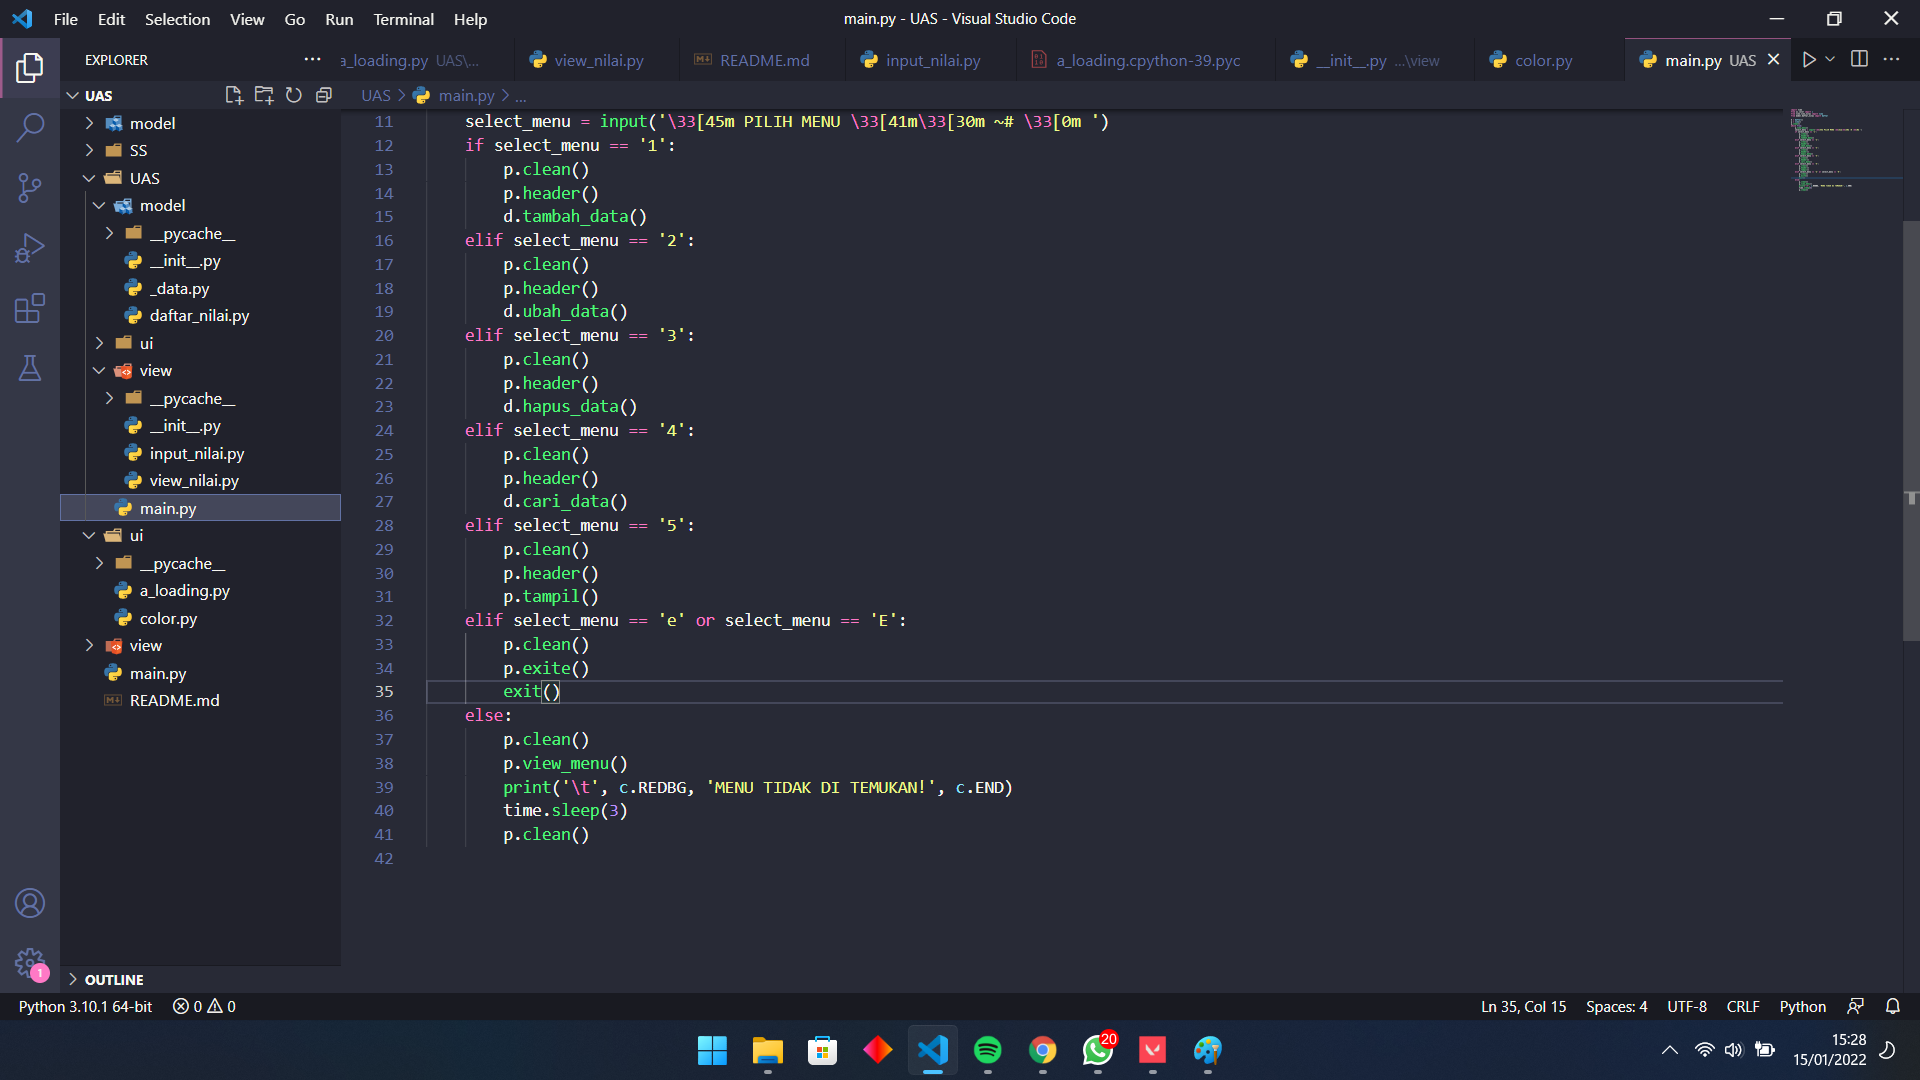 File Edit Selection View Go Run Terminal Help
main.py - UAS - Visual Studio Code
EXPLORER
a_loading.py UAS\...
view_nilai.py
README.md
input_nilai.py
a_loading.cpython-39.pyc
__init__.py ...\view
color.py
main.py UAS
UAS
model
SS
UAS
model
__pycache__
__init__.py
_data.py
daftar_nilai.py
ui
view
__pycache__
__init__.py
input_nilai.py
view_nilai.py
main.py
ui
__pycache__
a_loading.py
color.py
view
main.py
README.md
OUTLINE
UAS > main.py > ...
11 select_menu = input('\33[45m PILIH MENU \33[41m\33[30m ~# \33[0m ')
12 if select_menu == '1':
13 p.clean()
14 p.header()
15 d.tambah_data()
16 elif select_menu == '2':
17 p.clean()
18 p.header()
19 d.ubah_data()
20 elif select_menu == '3':
21 p.clean()
22 p.header()
23 d.hapus_data()
24 elif select_menu == '4':
25 p.clean()
26 p.header()
27 d.cari_data()
28 elif select_menu == '5':
29 p.clean()
30 p.header()
31 p.tampil()
32 elif select_menu == 'e' or select_menu == 'E':
33 p.clean()
34 p.exite()
35 exit()
36 else:
37 p.clean()
38 p.view_menu()
39 print('\t', c.REDBG, 'MENU TIDAK DI TEMUKAN!', c.END)
40 time.sleep(3)
41 p.clean()
42
1
Python 3.10.1 64-bit
0 0
Ln 35, Col 15
Spaces: 4
UTF-8
CRLF
Python
20
15:28
15/01/2022